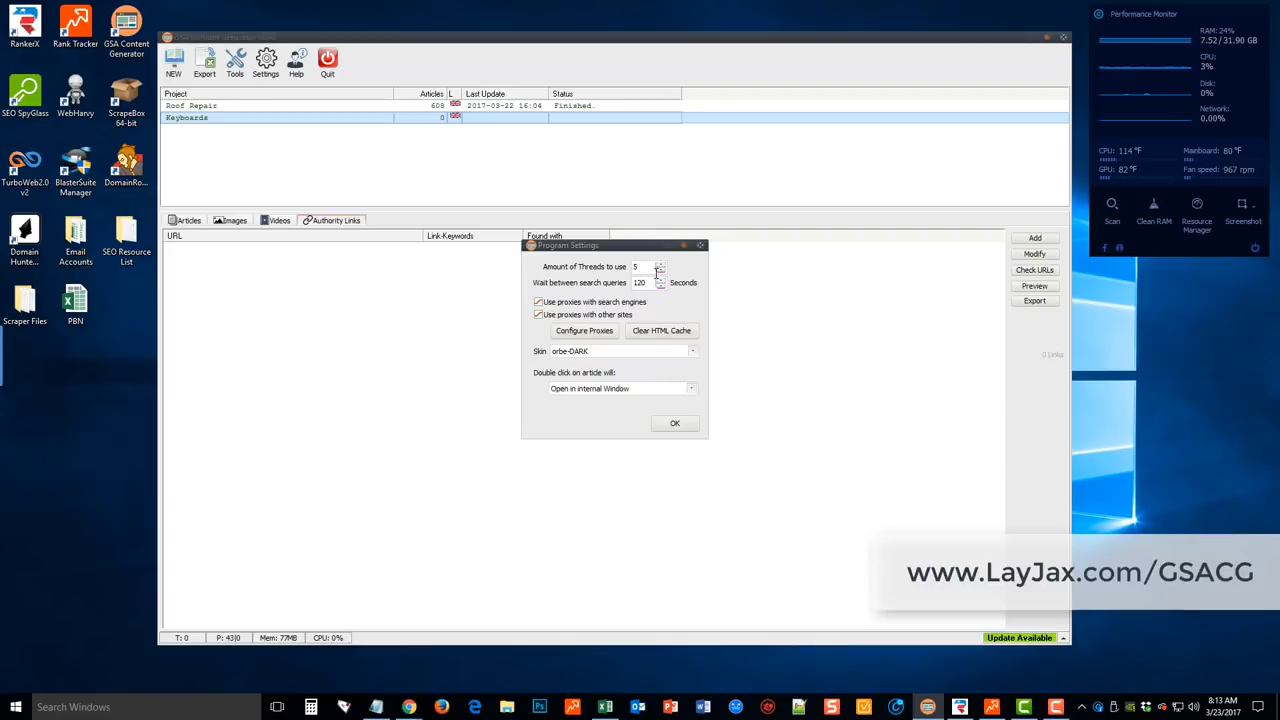 RankerX
Rank Tracker
GSA Content
Generator
SEO SpyGlass
WebHarvy
ScrapeBox
64-bit
TurboWeb2.0
v2
BlasterSuite
Manager
DomainRo...
Domain
Hunte...
Email
Accounts
SEO Resource
List
Scraper Files
PBN
NEW
Export
Tools
Settings
Help
Quit
Project
Articles
L
Last Update
Status
Roof Repair
608
2017-03-22 16:04
Finished.
Keyboards
0
Articles
Images
Videos
Authority Links
URL
Link-Keywords
Found with
Add
Modify
Check URLs
Preview
Export
0 Links
Program Settings
Amount of Threads to use 5
Wait between search queries 120 Seconds
Use proxies with search engines
Use proxies with other sites
Configure Proxies
Clear HTML Cache
Skin orbe-DARK
Double click on article will:
Open in internal Window
OK
T: 0
P: 43|0
Mem: 77MB
CPU: 0%
Update Available
Performance Monitor
RAM: 24%
7.52/31.90 GB
CPU:
3%
Disk:
0%
Network:
0.00%
CPU: 114 °F
Mainboard: 80 °F
GPU: 82 °F
Fan speed: 967 rpm
Scan
Clean RAM
Resource
Manager
Screenshot
www.LayJax.com/GSACG
Search Windows
8:13 AM
3/23/2017